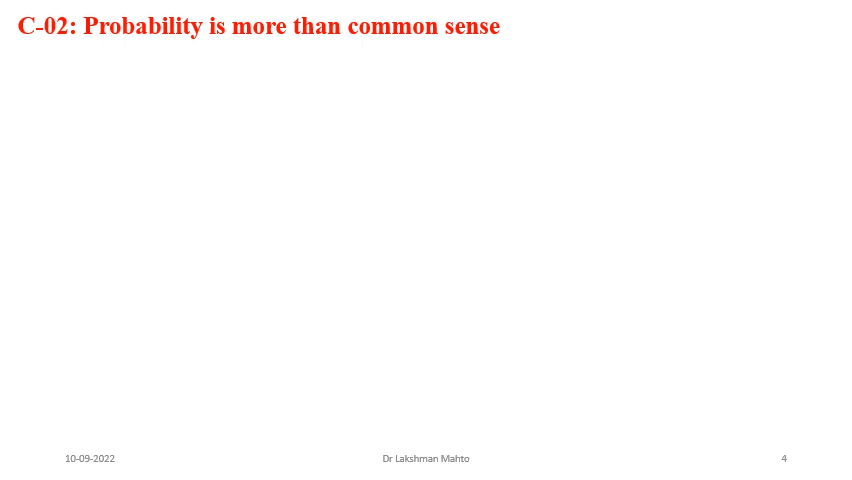 C-02: Probability is more than common sense
10-09-2022
Dr Lakshman Mahto
4